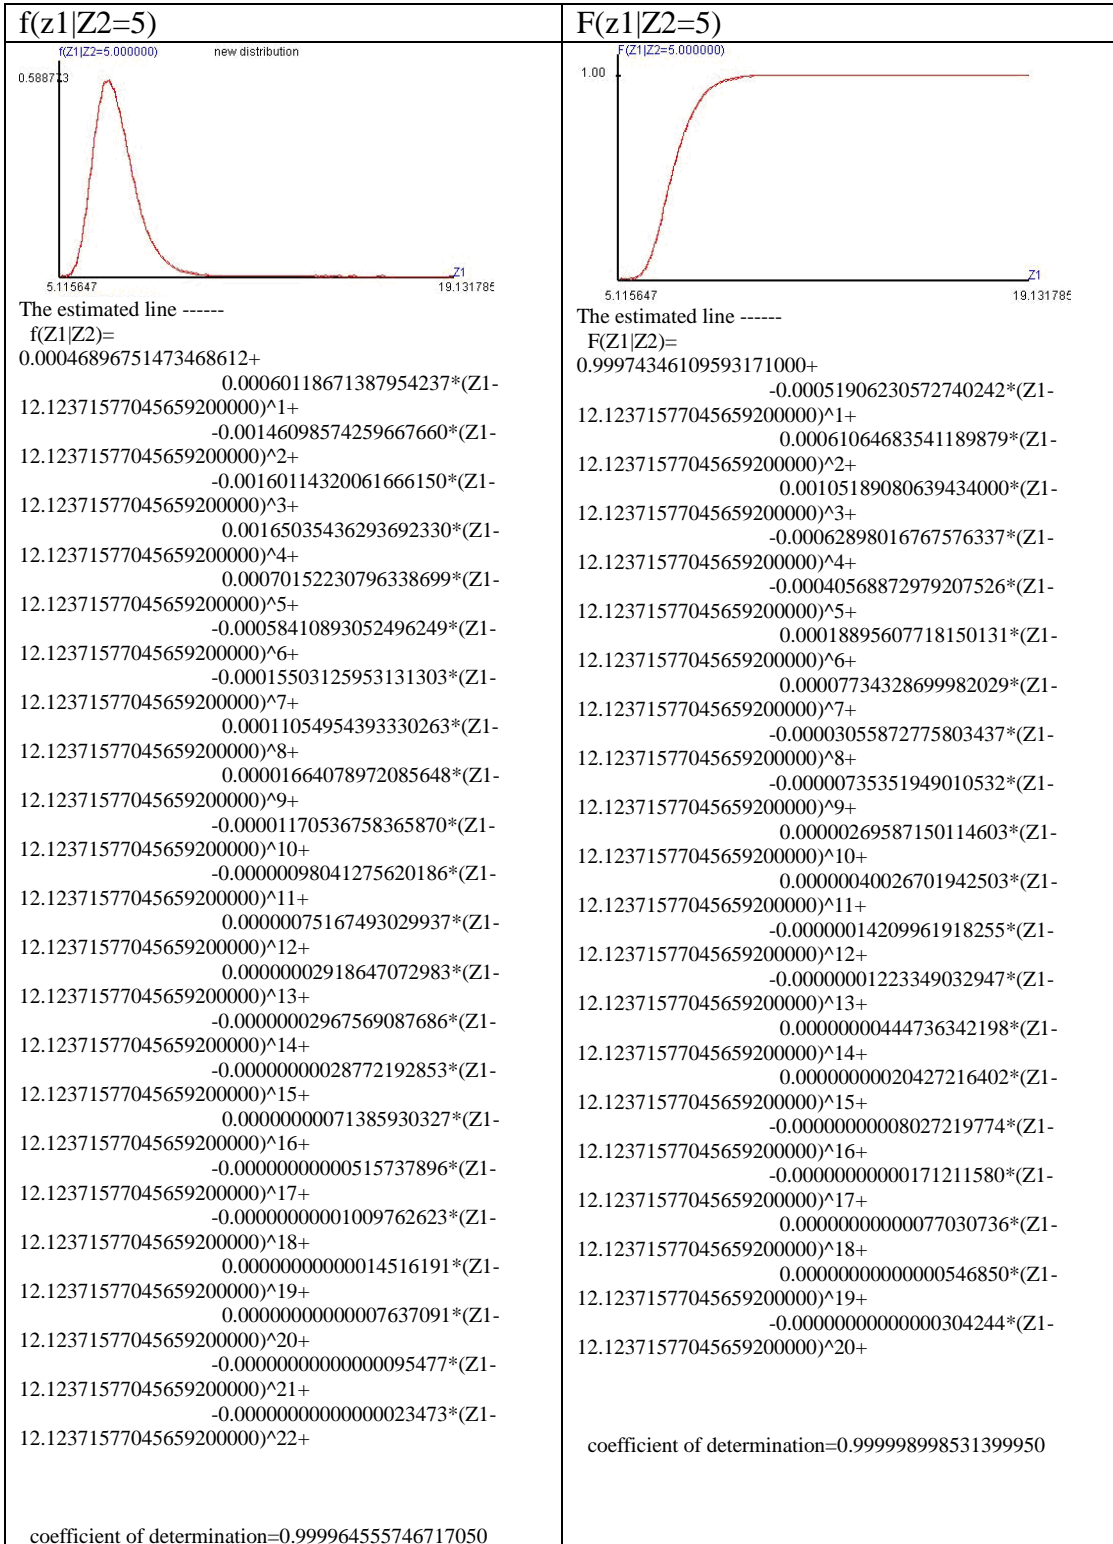 f(z1|Z2=5)
f(Z1|Z2=5.000000)
new distribution
0.588773
Z1
5.115647
19.131785
The estimated line ------
f(Z1|Z2)=
0.00046896751473468612+
0.00060118671387954237*(Z1-
12.12371577045659200000)^1+
-0.00146098574259667660*(Z1-
12.12371577045659200000)^2+
-0.00160114320061666150*(Z1-
12.12371577045659200000)^3+
0.00165035436293692330*(Z1-
12.12371577045659200000)^4+
0.00070152230796338699*(Z1-
12.12371577045659200000)^5+
-0.00058410893052496249*(Z1-
12.12371577045659200000)^6+
-0.00015503125953131303*(Z1-
12.12371577045659200000)^7+
0.00011054954393330263*(Z1-
12.12371577045659200000)^8+
0.00001664078972085648*(Z1-
12.12371577045659200000)^9+
-0.00001170536758365870*(Z1-
12.12371577045659200000)^10+
-0.00000098041275620186*(Z1-
12.12371577045659200000)^11+
0.00000075167493029937*(Z1-
12.12371577045659200000)^12+
0.00000002918647072983*(Z1-
12.12371577045659200000)^13+
-0.00000002967569087686*(Z1-
12.12371577045659200000)^14+
-0.00000000028772192853*(Z1-
12.12371577045659200000)^15+
0.00000000071385930327*(Z1-
12.12371577045659200000)^16+
-0.00000000000515737896*(Z1-
12.12371577045659200000)^17+
-0.00000000001009762623*(Z1-
12.12371577045659200000)^18+
0.00000000000014516191*(Z1-
12.12371577045659200000)^19+
0.00000000000007637091*(Z1-
12.12371577045659200000)^20+
-0.00000000000000095477*(Z1-
12.12371577045659200000)^21+
-0.00000000000000023473*(Z1-
12.12371577045659200000)^22+
coefficient of determination=0.999964555746717050
F(z1|Z2=5)
F(Z1|Z2=5.000000)
1.00
Z1
5.115647
19.131785
The estimated line ------
F(Z1|Z2)=
0.99974346109593171000+
-0.00051906230572740242*(Z1-
12.12371577045659200000)^1+
0.00061064683541189879*(Z1-
12.12371577045659200000)^2+
0.00105189080639434000*(Z1-
12.12371577045659200000)^3+
-0.00062898016767576337*(Z1-
12.12371577045659200000)^4+
-0.00040568872979207526*(Z1-
12.12371577045659200000)^5+
0.00018895607718150131*(Z1-
12.12371577045659200000)^6+
0.00007734328699982029*(Z1-
12.12371577045659200000)^7+
-0.00003055872775803437*(Z1-
12.12371577045659200000)^8+
-0.00000735351949010532*(Z1-
12.12371577045659200000)^9+
0.00000269587150114603*(Z1-
12.12371577045659200000)^10+
0.00000040026701942503*(Z1-
12.12371577045659200000)^11+
-0.00000014209961918255*(Z1-
12.12371577045659200000)^12+
-0.00000001223349032947*(Z1-
12.12371577045659200000)^13+
0.00000000444736342198*(Z1-
12.12371577045659200000)^14+
0.00000000020427216402*(Z1-
12.12371577045659200000)^15+
-0.00000000008027219774*(Z1-
12.12371577045659200000)^16+
-0.00000000000171211580*(Z1-
12.12371577045659200000)^17+
0.00000000000077030736*(Z1-
12.12371577045659200000)^18+
0.00000000000000546850*(Z1-
12.12371577045659200000)^19+
-0.00000000000000304244*(Z1-
12.12371577045659200000)^20+
coefficient of determination=0.999998998531399950